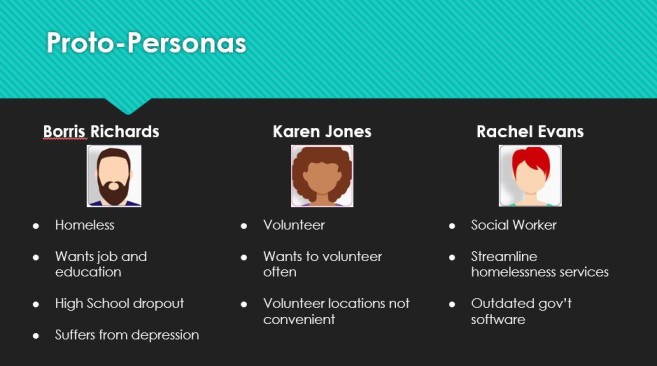 Proto-Personas
Borris Richards
Homeless
Wants job and
education
High School dropout
Suffers from depression
Karen Jones
Volunteer
Wants to volunteer
often
Volunteer locations not
convenient
Rachel Evans
Social Worker
Streamline
homelessness services
Outdated gov't
software